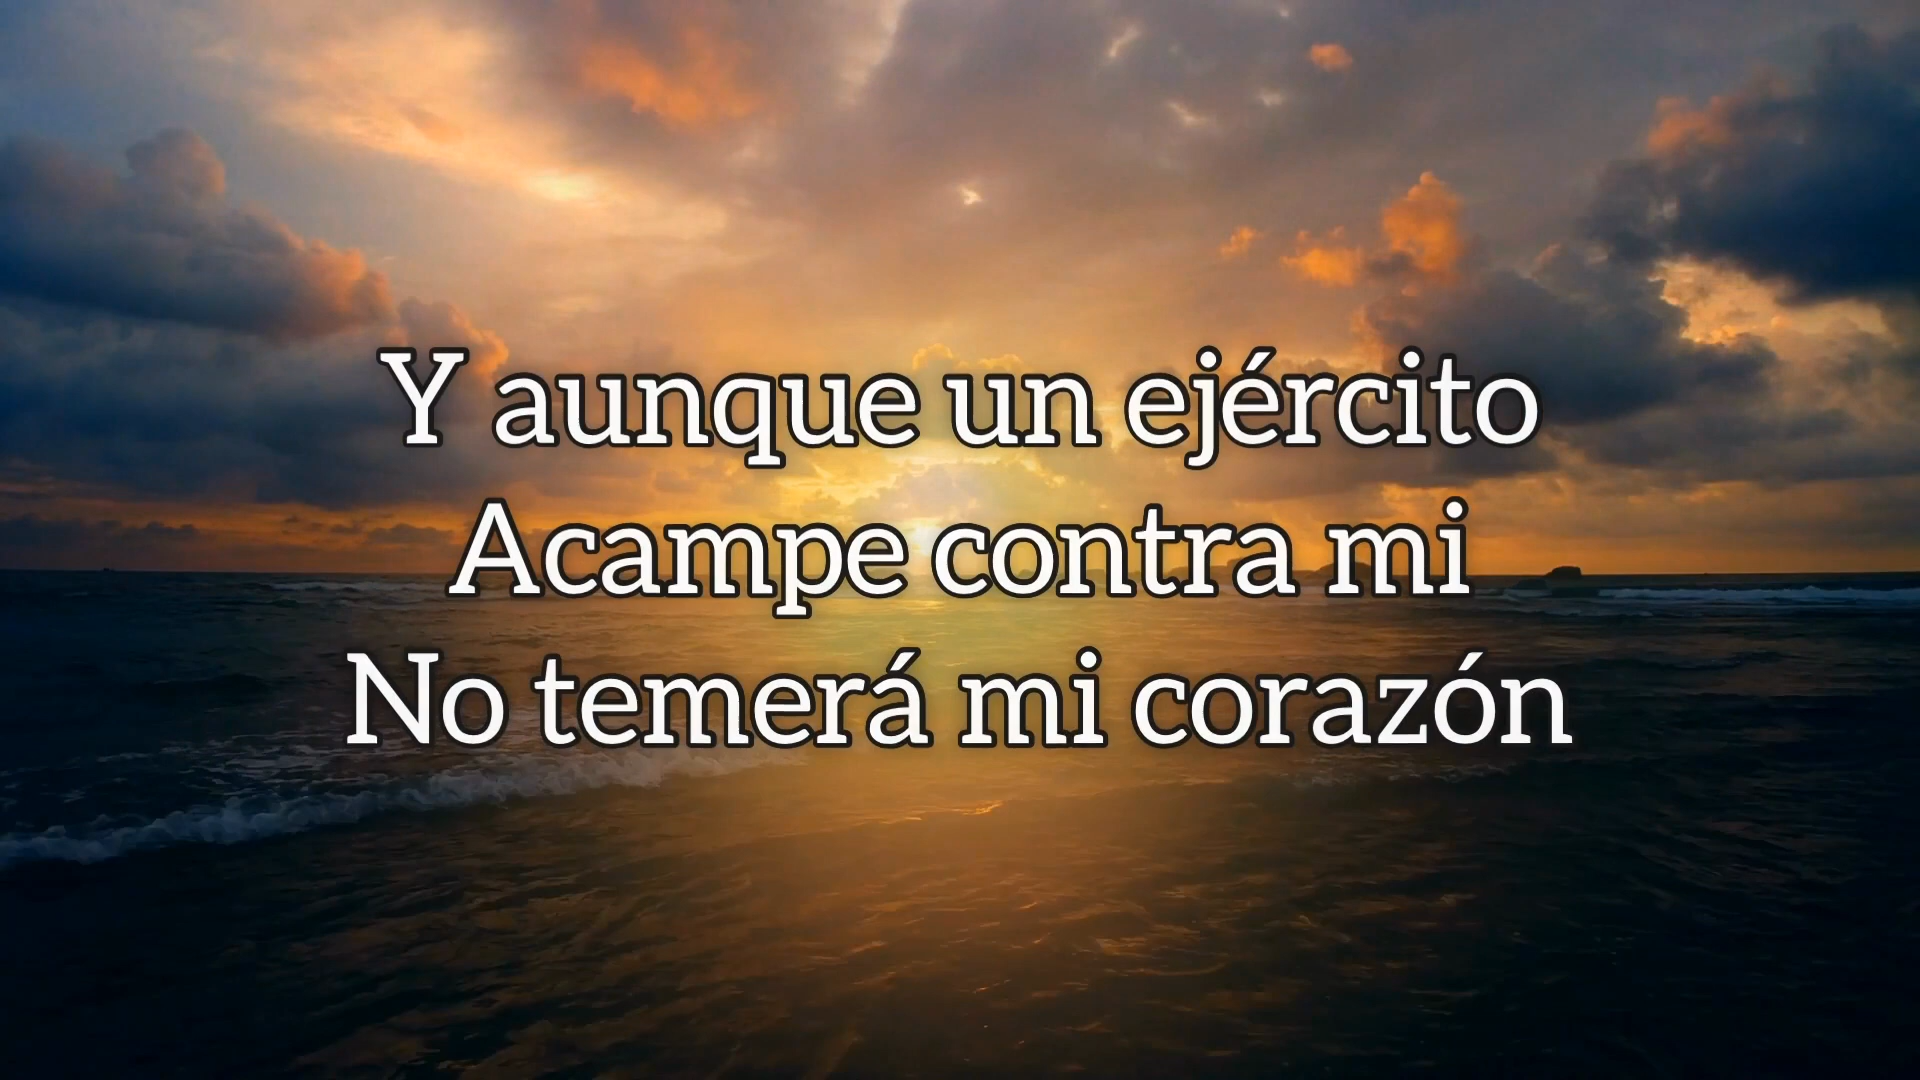 Y aunque un ejército
Acampe contra mi
No temerá mi corazón